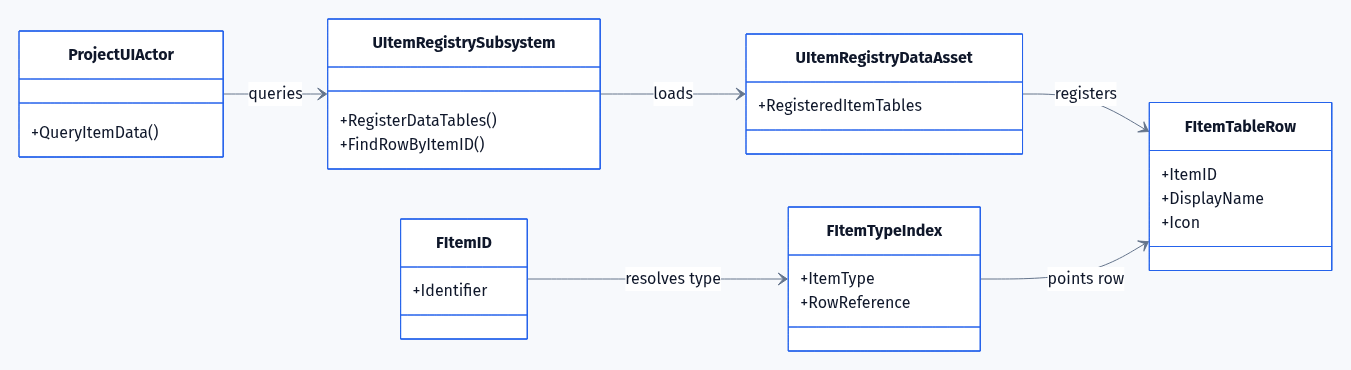 ProjectUIActor
+QueryItemData()
queries
UItemRegistrySubsystem
+RegisterDataTables()
+FindRowByItemID()
loads
UItemRegistryDataAsset
+RegisteredItemTables
registers
FItemTableRow
+ItemID
+DisplayName
+Icon
FItemID
+Identifier
resolves type
FItemTypeIndex
+ItemType
+RowReference
points row